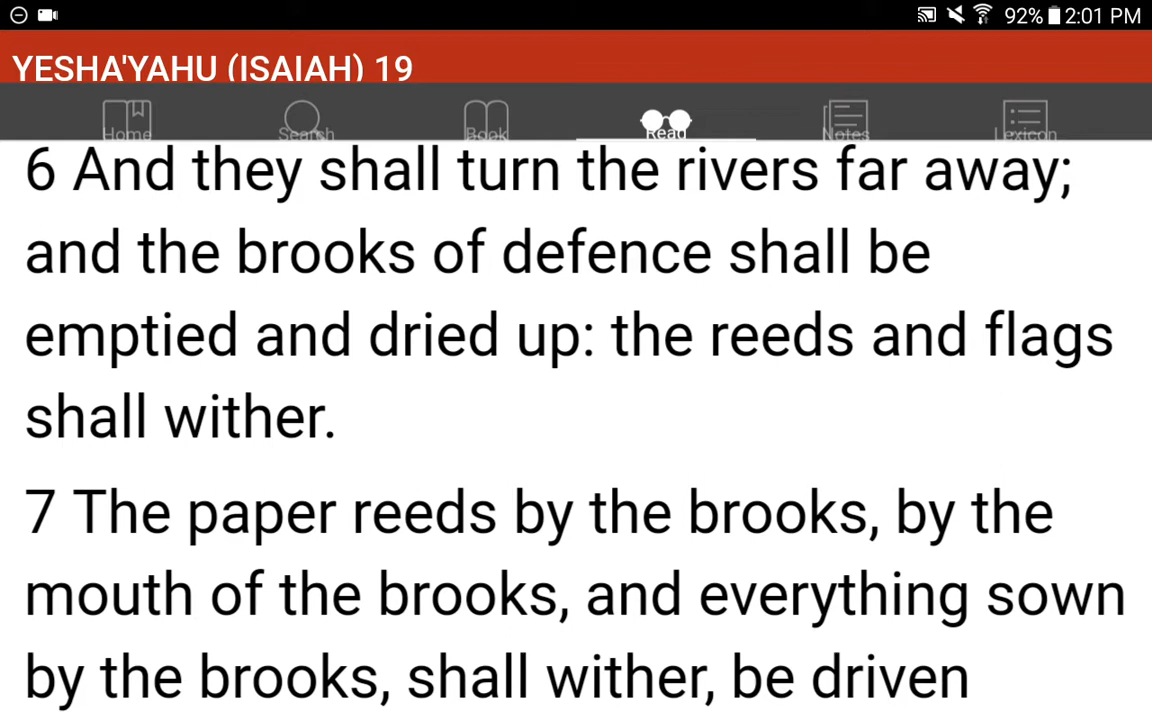 92% 2:01 PM
YESHA'YAHU (ISAIAH) 19
Home Search Book Read Notes Lexicon
6 And they shall turn the rivers far away;
and the brooks of defence shall be
emptied and dried up: the reeds and flags
shall wither.
7 The paper reeds by the brooks, by the
mouth of the brooks, and everything sown
by the brooks, shall wither, be driven